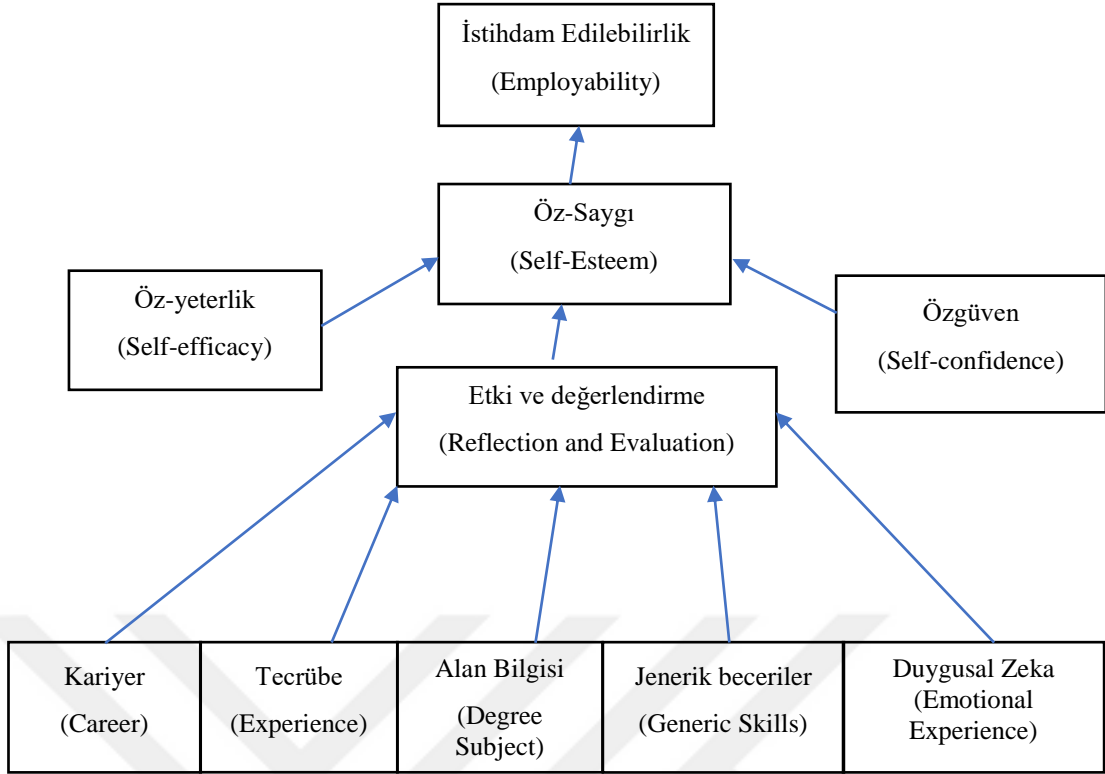 İstihdam Edilebilirlik
(Employability)
Öz-Saygı
(Self-Esteem)
Öz-yeterlik
(Self-efficacy)
Özgüven
(Self-confidence)
Etki ve değerlendirme
(Reflection and Evaluation)
Kariyer
(Career)
Tecrübe
(Experience)
Alan Bilgisi
(Degree
Subject)
Jenerik beceriler
(Generic Skills)
Duygusal Zeka
(Emotional
Experience)